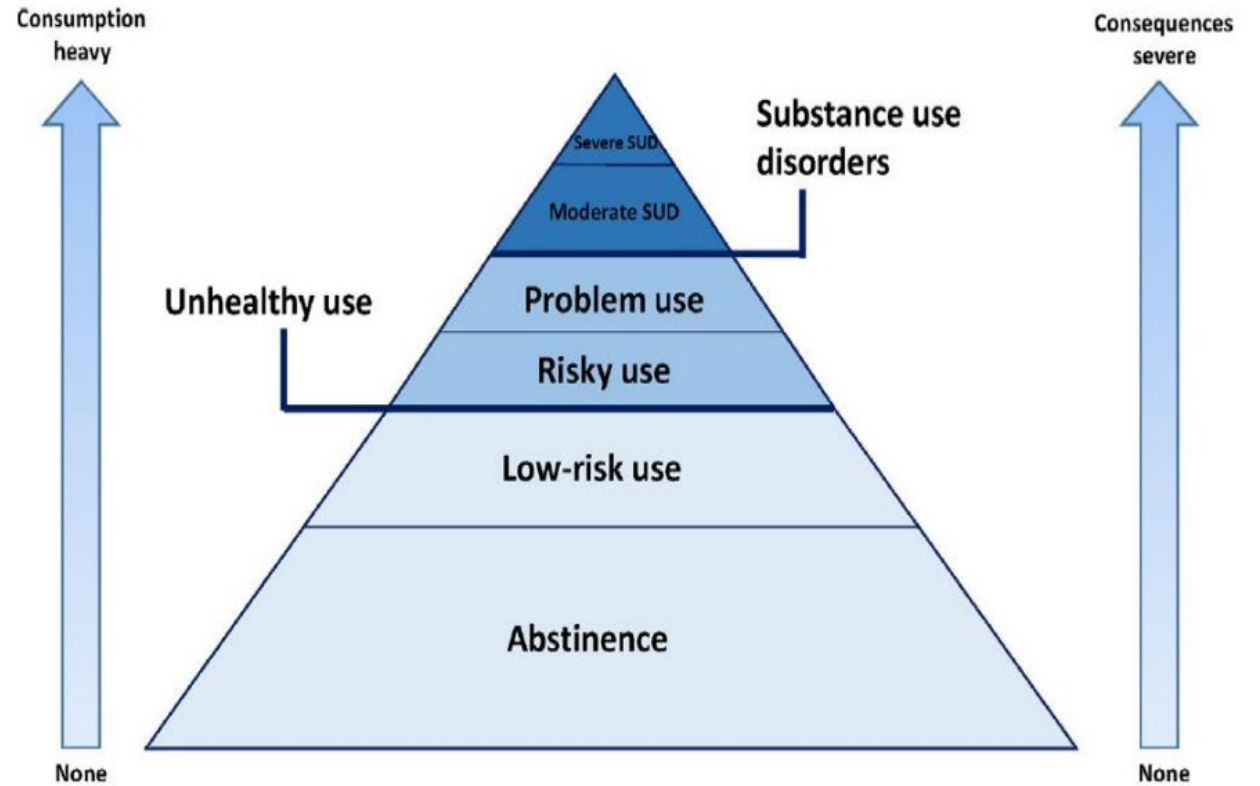 Consumption
heavy
Consequences
severe
Substance use
disorders
Severe SUD
Moderate SUD
Unhealthy use
Problem use
Risky use
Low-risk use
Abstinence
None
None